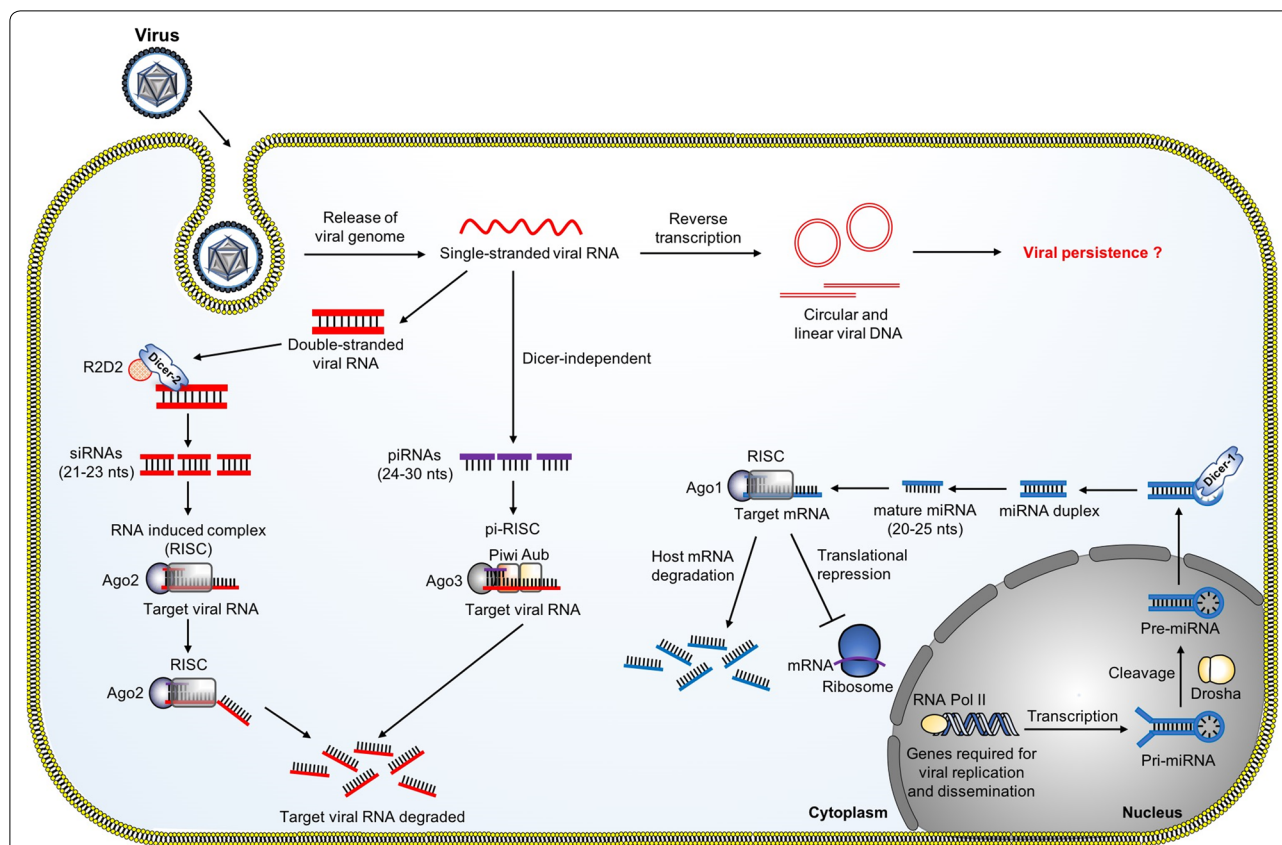 Virus
Release of
viral genome
Single-stranded viral RNA
Reverse
transcription
Circular and
linear viral DNA
Viral persistence ?
Double-stranded
viral RNA
R2D2
Dicer-2
Dicer-independent
siRNAs
(21-23 nts)
RNA induced complex
(RISC)
Ago2
Target viral RNA
RISC
Ago2
piRNAs
(24-30 nts)
pi-RISC
Piwi Aub
Ago3
Target viral RNA
Target viral RNA degraded
RISC
Ago1
Target mRNA
mature miRNA
(20-25 nts)
miRNA duplex
Dicer-1
Host mRNA
degradation
Translational
repression
mRNA
Ribosome
Pre-miRNA
Cleavage
Drosha
RNA Pol II
Transcription
Pri-miRNA
Genes required for
viral replication
and dissemination
Cytoplasm
Nucleus